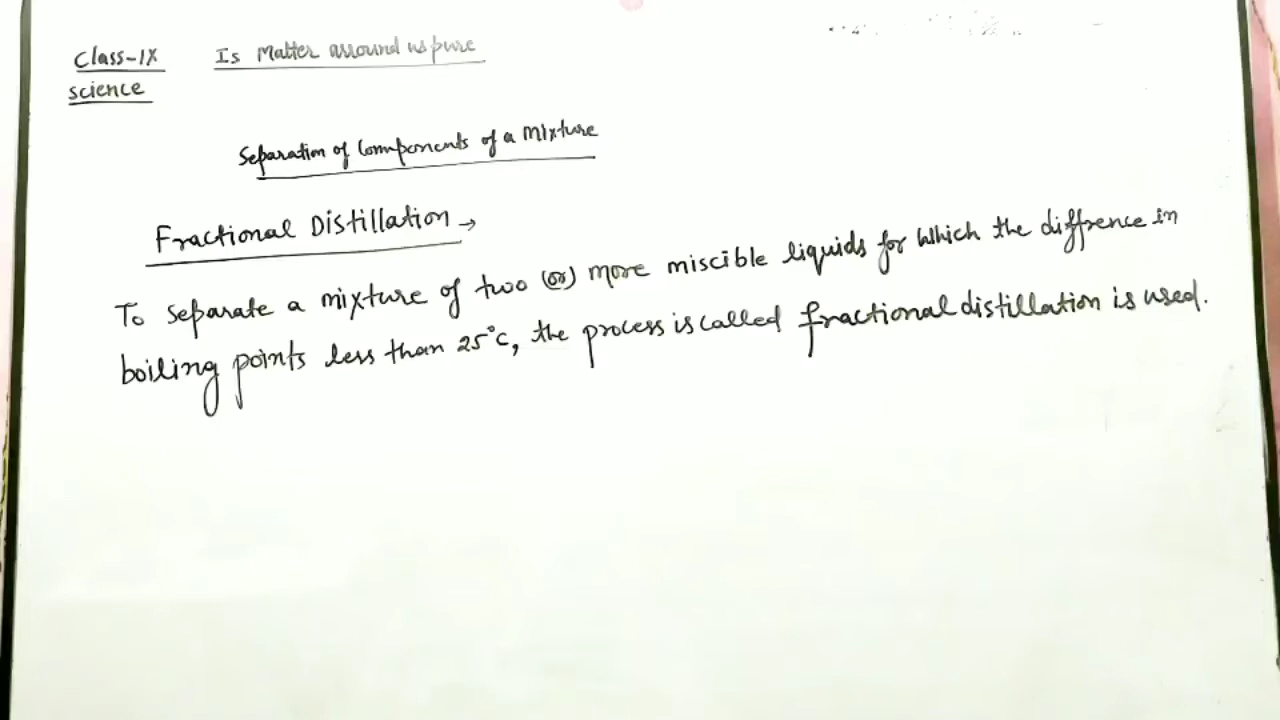 Class-IX Is Matter arround us pure
science
Separation of Components of a Mixture
Fractional Distillation →
To separate a mixture of two (or) more miscible liquids for which the diffrence in
boiling points less than 25°c, the process is called fractional distillation is used.